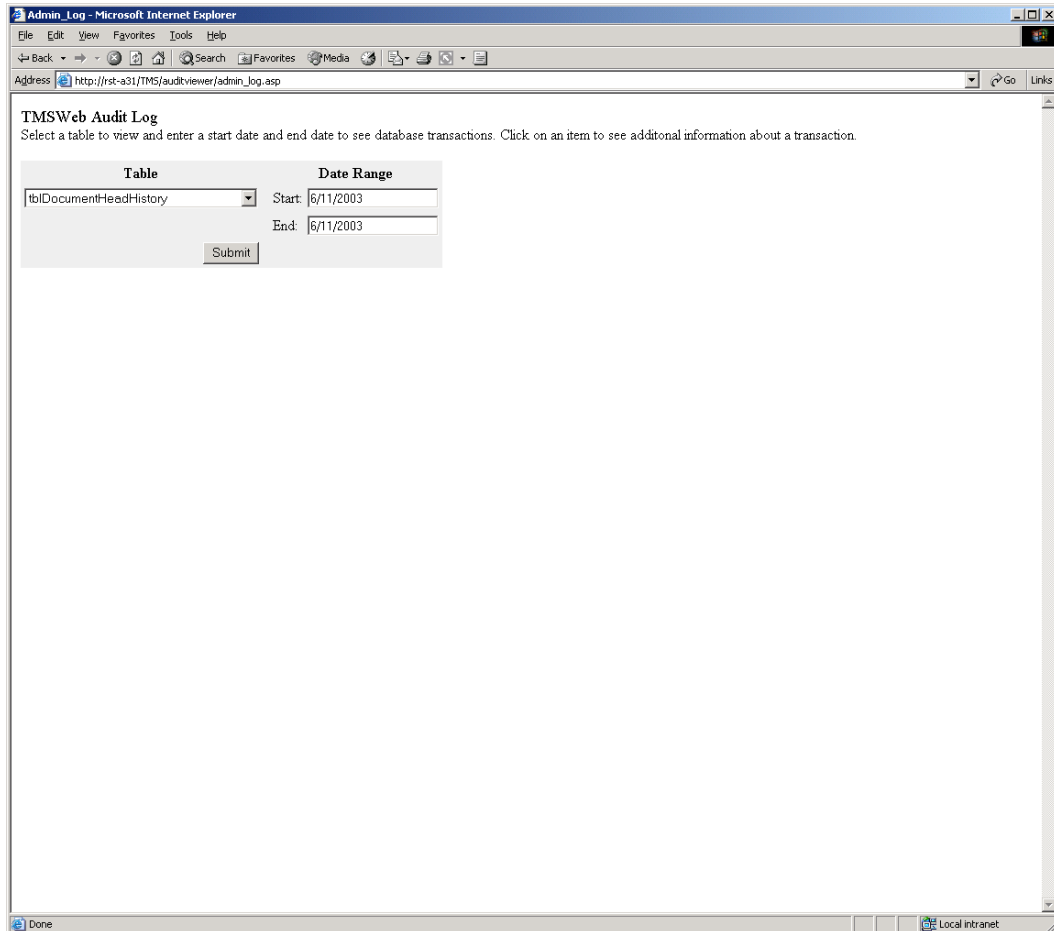 Admin_Log - Microsoft Internet Explorer
File Edit View Favorites Tools Help
Back Search Favorites Media
Address http://rst-a31/TMS/auditviewer/admin_log.asp Go Links
TMSWeb Audit Log
Select a table to view and enter a start date and end date to see database transactions. Click on an item to see additonal information about a transaction.
Table Date Range
tblDocumentHeadHistory Start: 6/11/2003
End: 6/11/2003
Submit
Done Local intranet